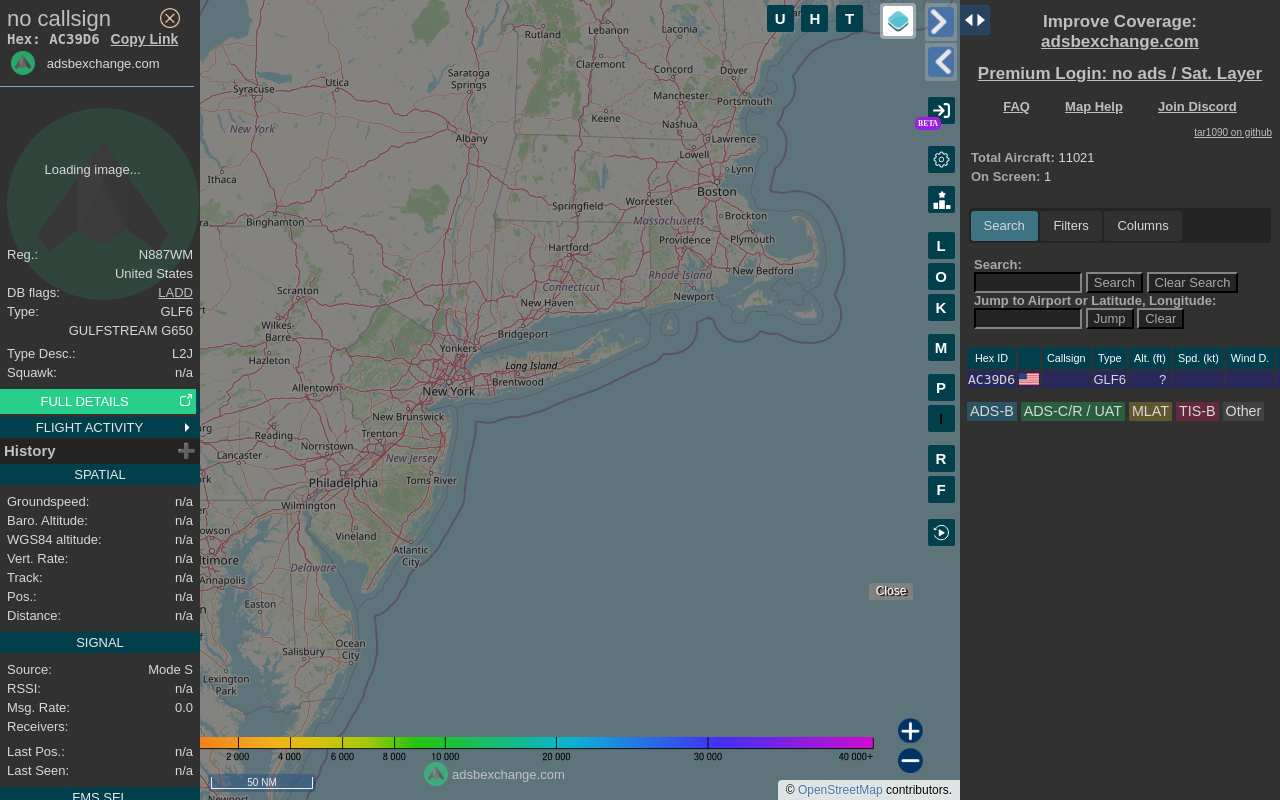 no callsign
Hex: AC39D6 Copy Link
adsbexchange.com
Loading image...
Reg.: N887WM
United States
DB flags: LADD
Type: GLF6
GULFSTREAM G650
Type Desc.: L2J
Squawk: n/a
FULL DETAILS
FLIGHT ACTIVITY
History
SPATIAL
Groundspeed: n/a
Baro. Altitude: n/a
WGS84 altitude: n/a
Vert. Rate: n/a
Track: n/a
Pos.: n/a
Distance: n/a
SIGNAL
Source: Mode S
RSSI: n/a
Msg. Rate: 0.0
Receivers:
Last Pos.: n/a
Last Seen: n/a
FMS SEL
U H T
BETA
L
O
K
M
P
I
R
F
Rutland
Lebanon
Laconia
Claremont
Concord
Dover
Saratoga
Springs
Utica
Syracuse
Manchester
Portsmouth
Keene
Nashua
New York
Albany
Lawrence
Lowell
Lynn
Ithaca
Boston
Worcester
Springfield
Binghamton
Massachusetts
Brockton
Providence
Plymouth
Hartford
Rhode Island
New Bedford
Connecticut
Newport
Scranton
New Haven
Wilkes-
Barre
Bridgeport
Yonkers
Hazleton
Long Island
Brentwood
Allentown
New York
New Brunswick
Reading
Trenton
Norristown
Lancaster
New Jersey
Toms River
Philadelphia
Wilmington
Vineland
Atlantic
City
Delaware
Annapolis
Easton
Ocean
City
Salisbury
Lexington
Park
Newport
Close
2 000 4 000 6 000 8 000 10 000 20 000 30 000 40 000+
50 NM
adsbexchange.com
© OpenStreetMap contributors.
Improve Coverage:
adsbexchange.com
Premium Login: no ads / Sat. Layer
FAQ Map Help Join Discord
tar1090 on github
Total Aircraft: 11021
On Screen: 1
Search Filters Columns
Search:
Search Clear Search
Jump to Airport or Latitude, Longitude:
Jump Clear
Hex ID Callsign Type Alt. (ft) Spd. (kt) Wind D.
AC39D6 GLF6 ?
ADS-B ADS-C/R / UAT MLAT TIS-B Other